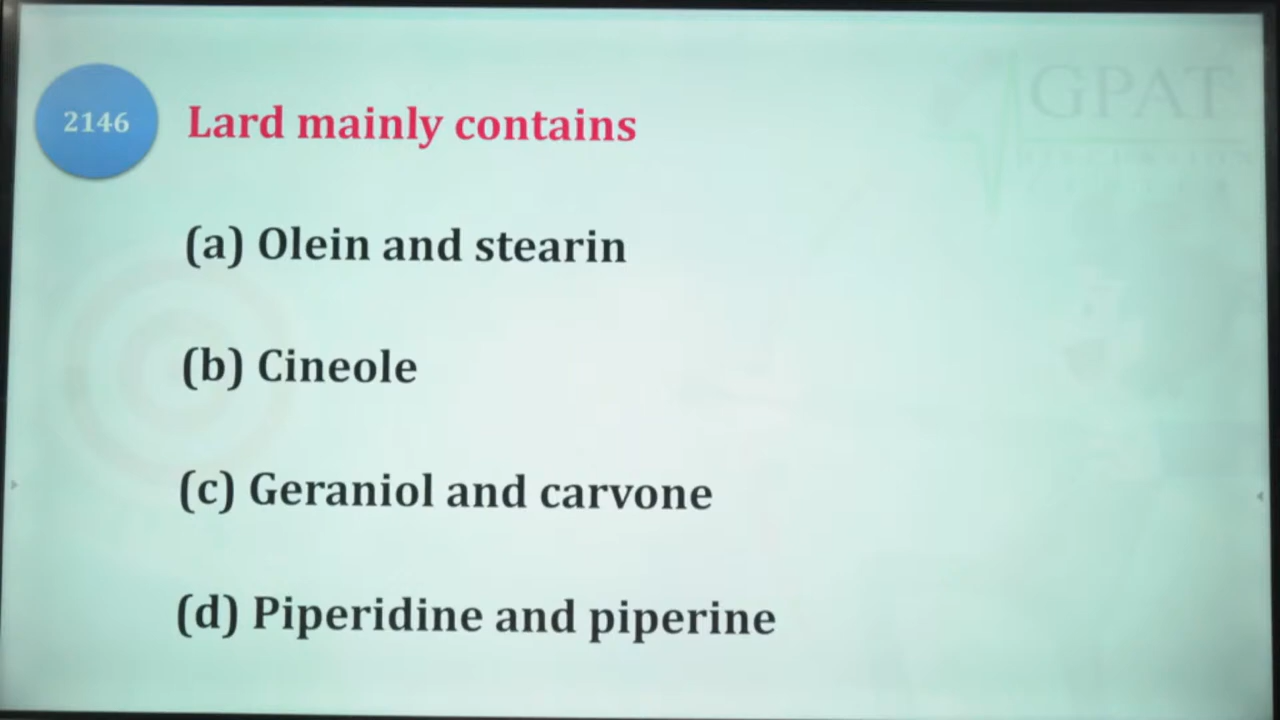 GPAT
2146
Lard mainly contains
(a) Olein and stearin
(b) Cineole
(c) Geraniol and carvone
(d) Piperidine and piperine